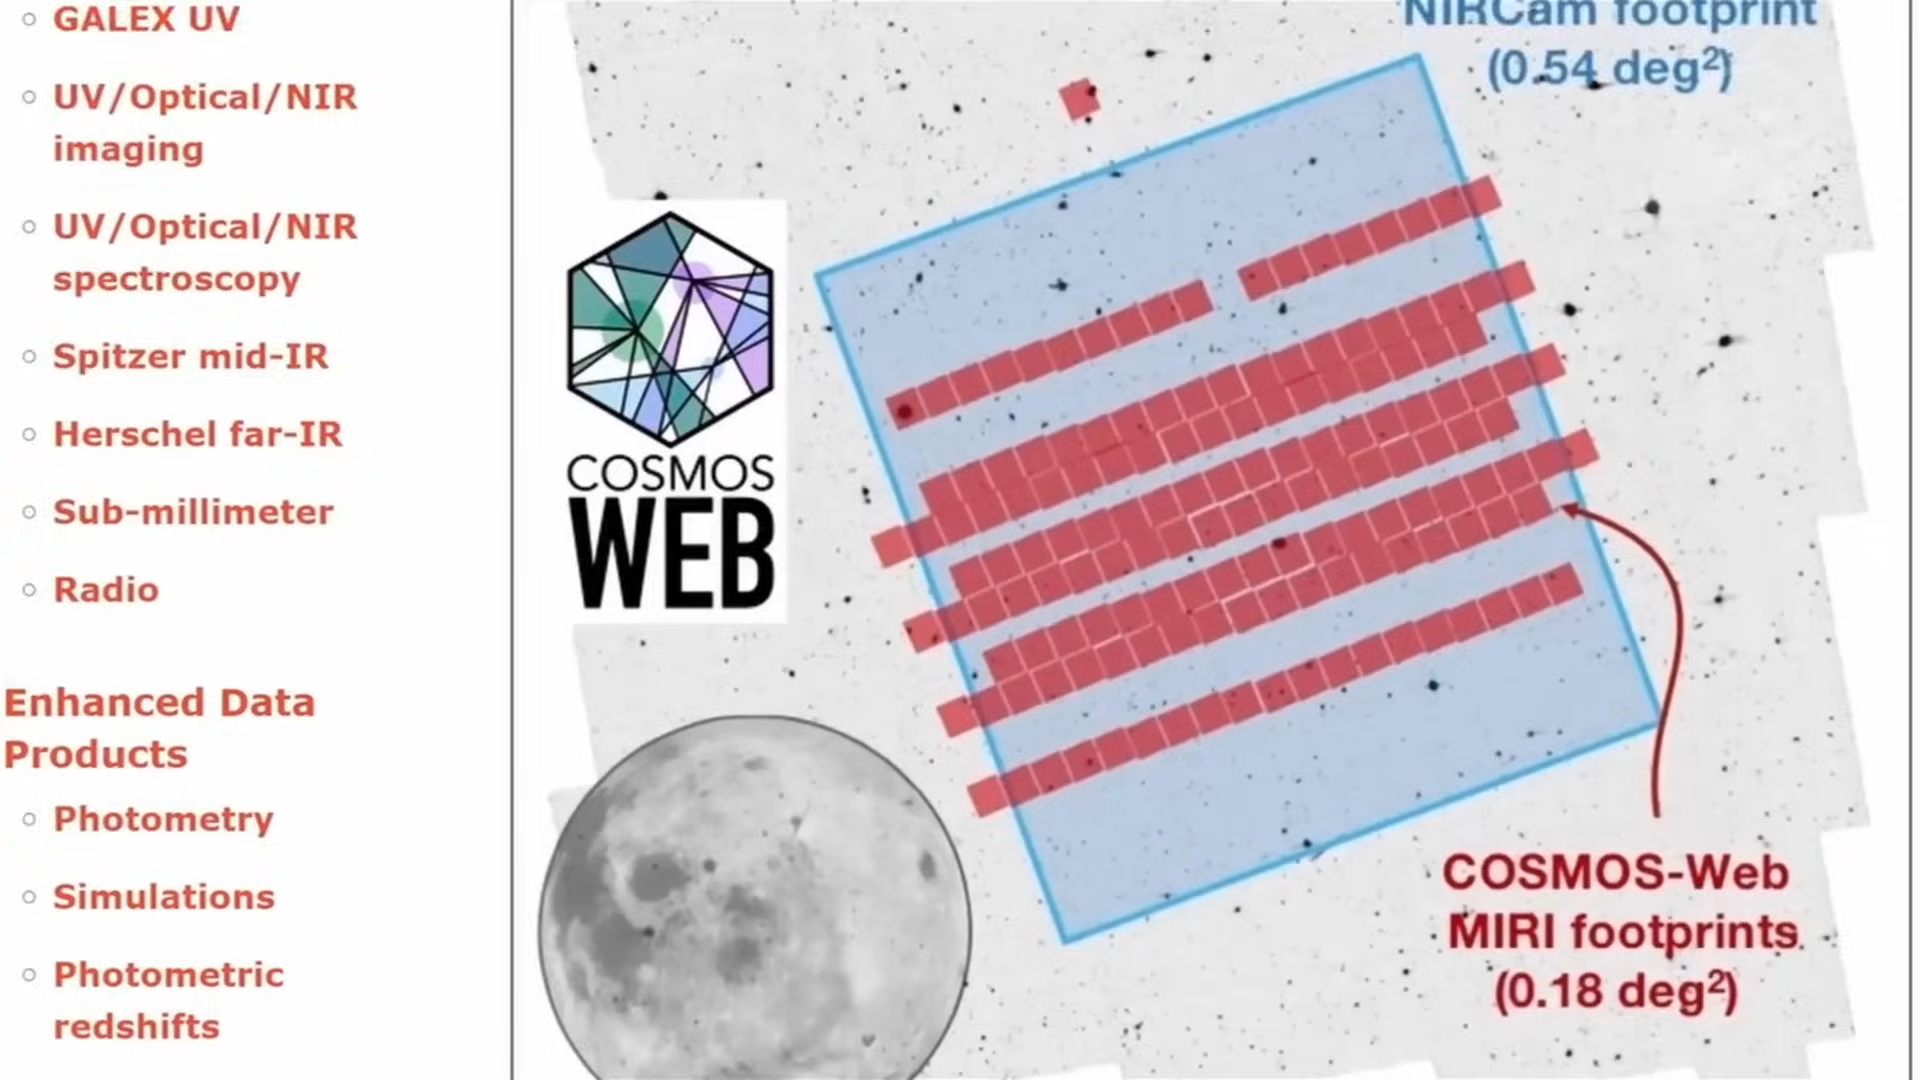 GALEX UV
UV/Optical/NIR
imaging
UV/Optical/NIR
spectroscopy
Spitzer mid-IR
Herschel far-IR
Sub-millimeter
Radio
Enhanced Data
Products
Photometry
Simulations
Photometric
redshifts
COSMOS
WEB
NIRCam footprint
(0.54 deg²)
COSMOS-Web
MIRI footprints
(0.18 deg²)